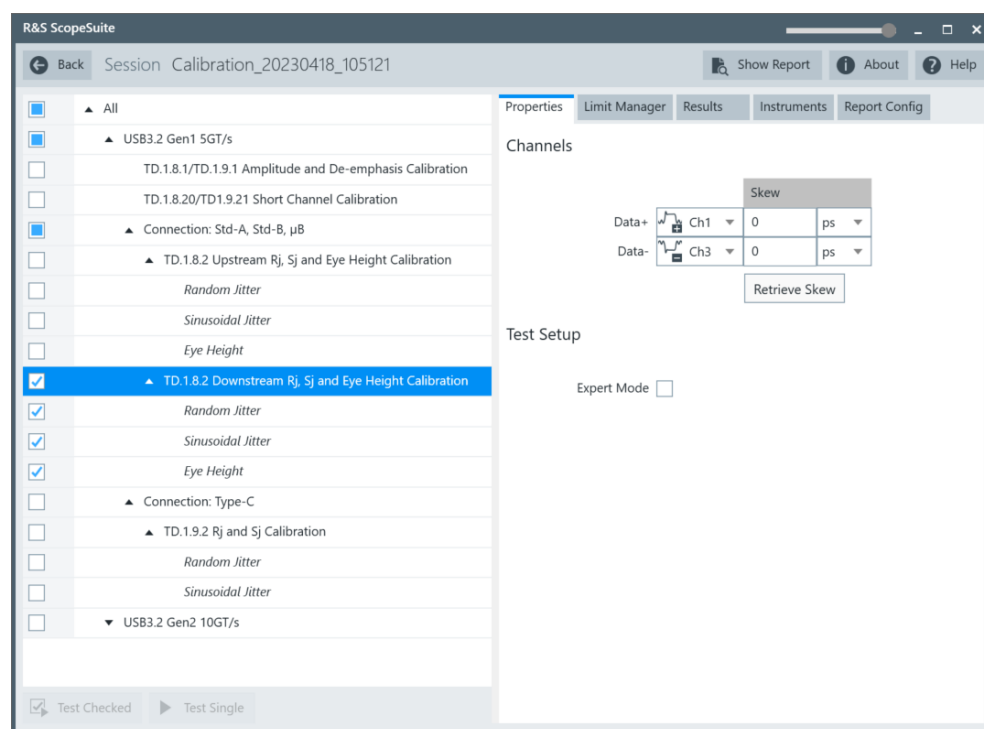 R&S ScopeSuite
Back Session Calibration_20230418_105121 Show Report About Help
All
USB3.2 Gen1 5GT/s
TD.1.8.1/TD.1.9.1 Amplitude and De-emphasis Calibration
TD.1.8.20/TD1.9.21 Short Channel Calibration
Connection: Std-A, Std-B, µB
TD.1.8.2 Upstream Rj, Sj and Eye Height Calibration
Random Jitter
Sinusoidal Jitter
Eye Height
TD.1.8.2 Downstream Rj, Sj and Eye Height Calibration
Random Jitter
Sinusoidal Jitter
Eye Height
Connection: Type-C
TD.1.9.2 Rj and Sj Calibration
Random Jitter
Sinusoidal Jitter
USB3.2 Gen2 10GT/s
Test Checked Test Single
Properties Limit Manager Results Instruments Report Config
Channels
Skew
Data+ Ch1 0 ps
Data- Ch3 0 ps
Retrieve Skew
Test Setup
Expert Mode